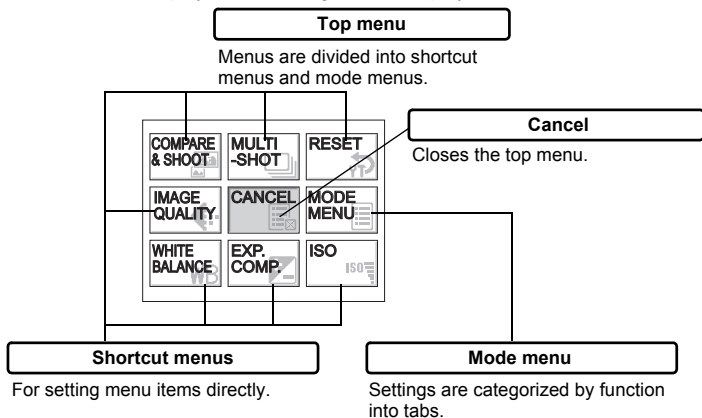 Top menu
Menus are divided into shortcut
menus and mode menus.
Cancel
Closes the top menu.
COMPARE
& SHOOT
MULTI
-SHOT
RESET
IMAGE
QUALITY
CANCEL
MODE
MENU
WHITE
BALANCE
WB
EXP.
COMP.
ISO
ISO
Shortcut menus
For setting menu items directly.
Mode menu
Settings are categorized by function
into tabs.